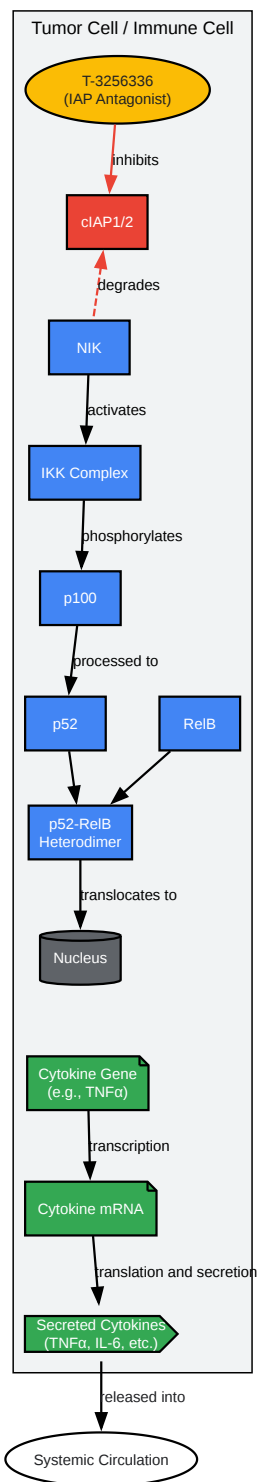 Tumor Cell / Immune Cell
T-3256336
(IAP Antagonist)
inhibits
cIAP1/2
degrades
NIK
activates
IKK Complex
phosphorylates
p100
processed to
p52
RelB
p52-RelB
Heterodimer
translocates to
Nucleus
Cytokine Gene
(e.g., TNFα)
transcription
Cytokine mRNA
translation and secretion
Secreted Cytokines
(TNFα, IL-6, etc.)
released into
Systemic Circulation